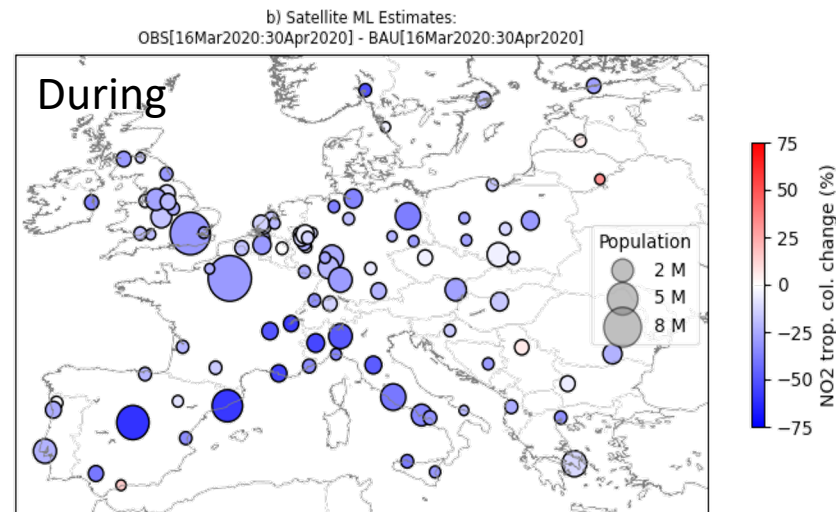 b) Satellite ML Estimates:
OBS[16Mar2020:30Apr2020] - BAU[16Mar2020:30Apr2020]
During
Population
2 M
5 M
8 M
75
50
25
0
−25
−50
−75
NO2 trop. col. change (%)